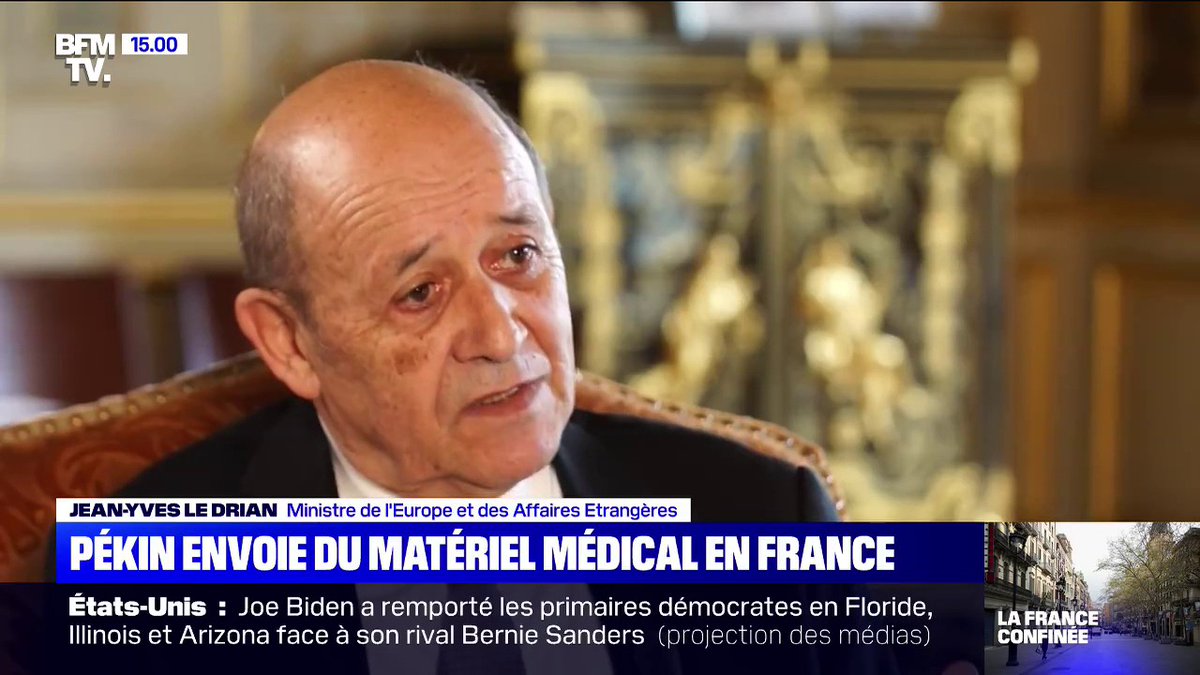 BFM 15.00
TV.
JEAN-YVES LE DRIAN Ministre de l'Europe et des Affaires Etrangères
PÉKIN ENVOIE DU MATÉRIEL MÉDICAL EN FRANCE
États-Unis : Joe Biden a remporté les primaires démocrates en Floride,
Illinois et Arizona face à son rival Bernie Sanders (projection des médias)
LA FRANCE
CONFINÉE